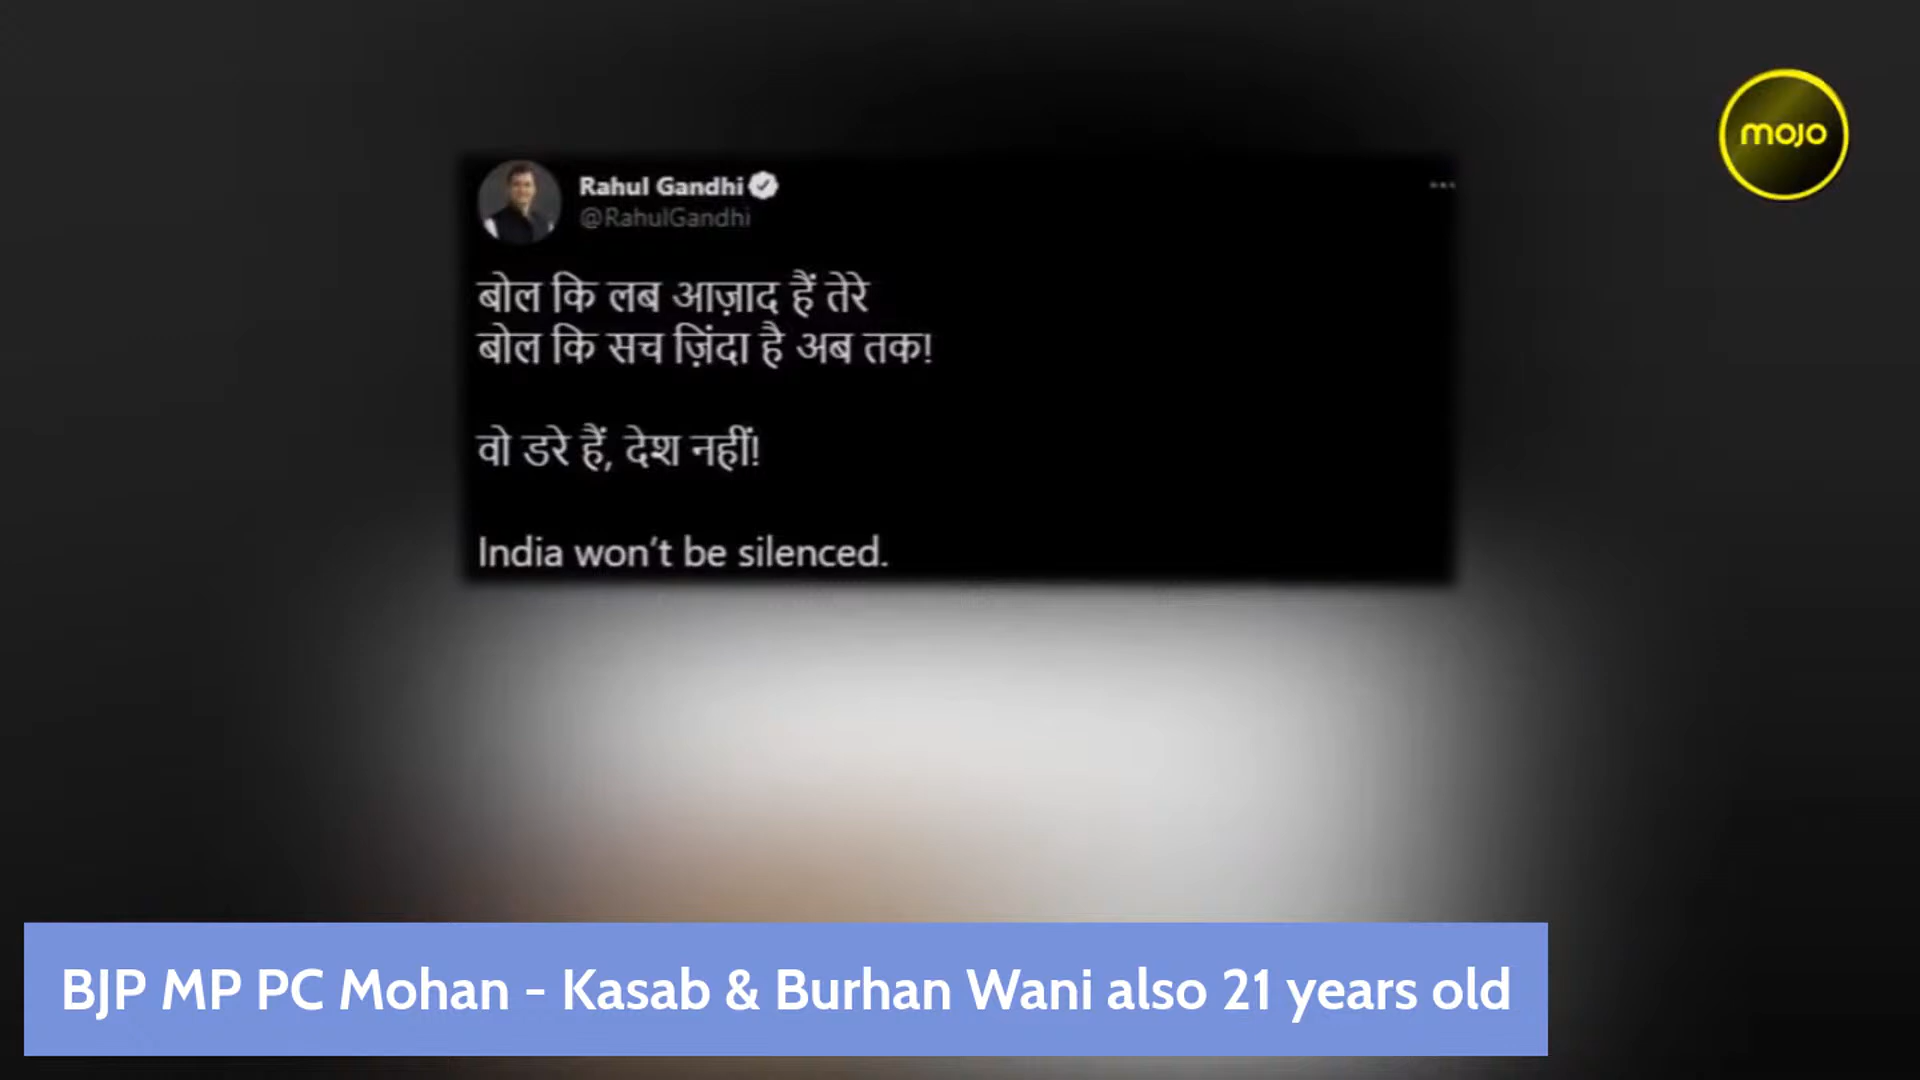 mojo
Rahul Gandhi
@RahulGandhi
बोल कि लब आज़ाद हैं तेरे
बोल कि सच ज़िंदा है अब तक!
वो डरे हैं, देश नहीं!
India won't be silenced.
BJP MP PC Mohan - Kasab & Burhan Wani also 21 years old